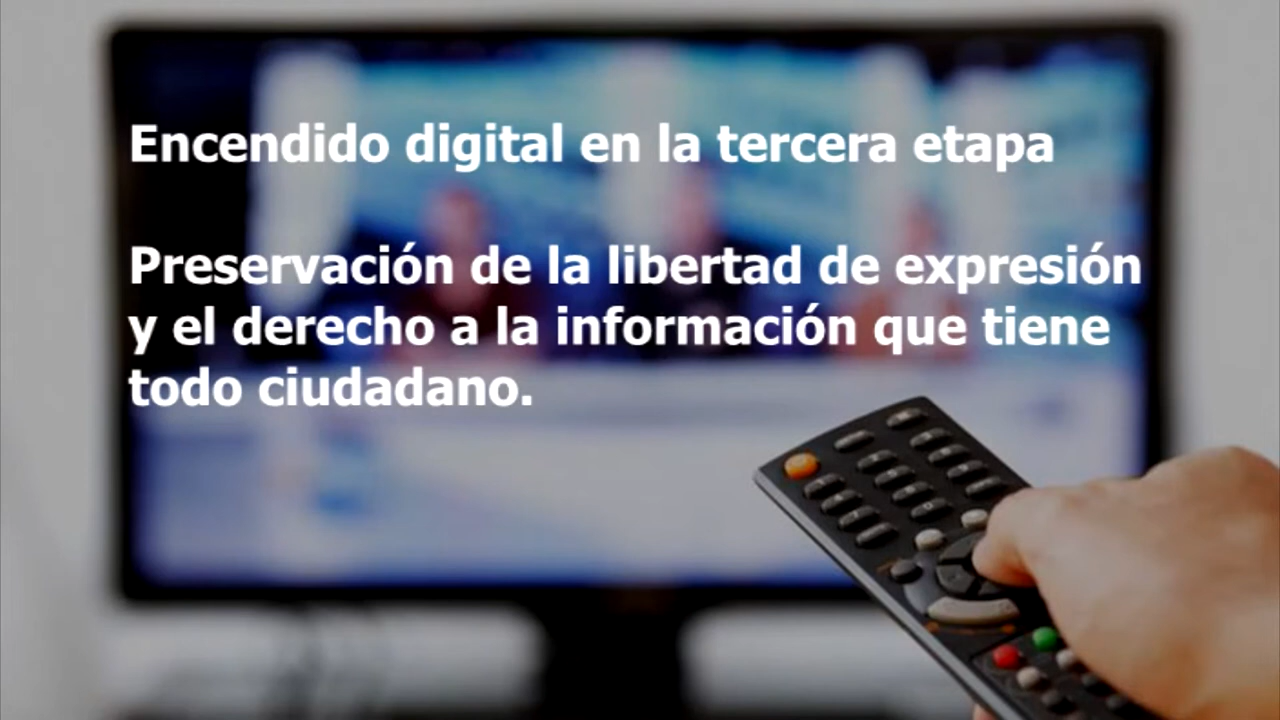 Encendido digital en la tercera etapa
Preservación de la libertad de expresión
y el derecho a la información que tiene
todo ciudadano.